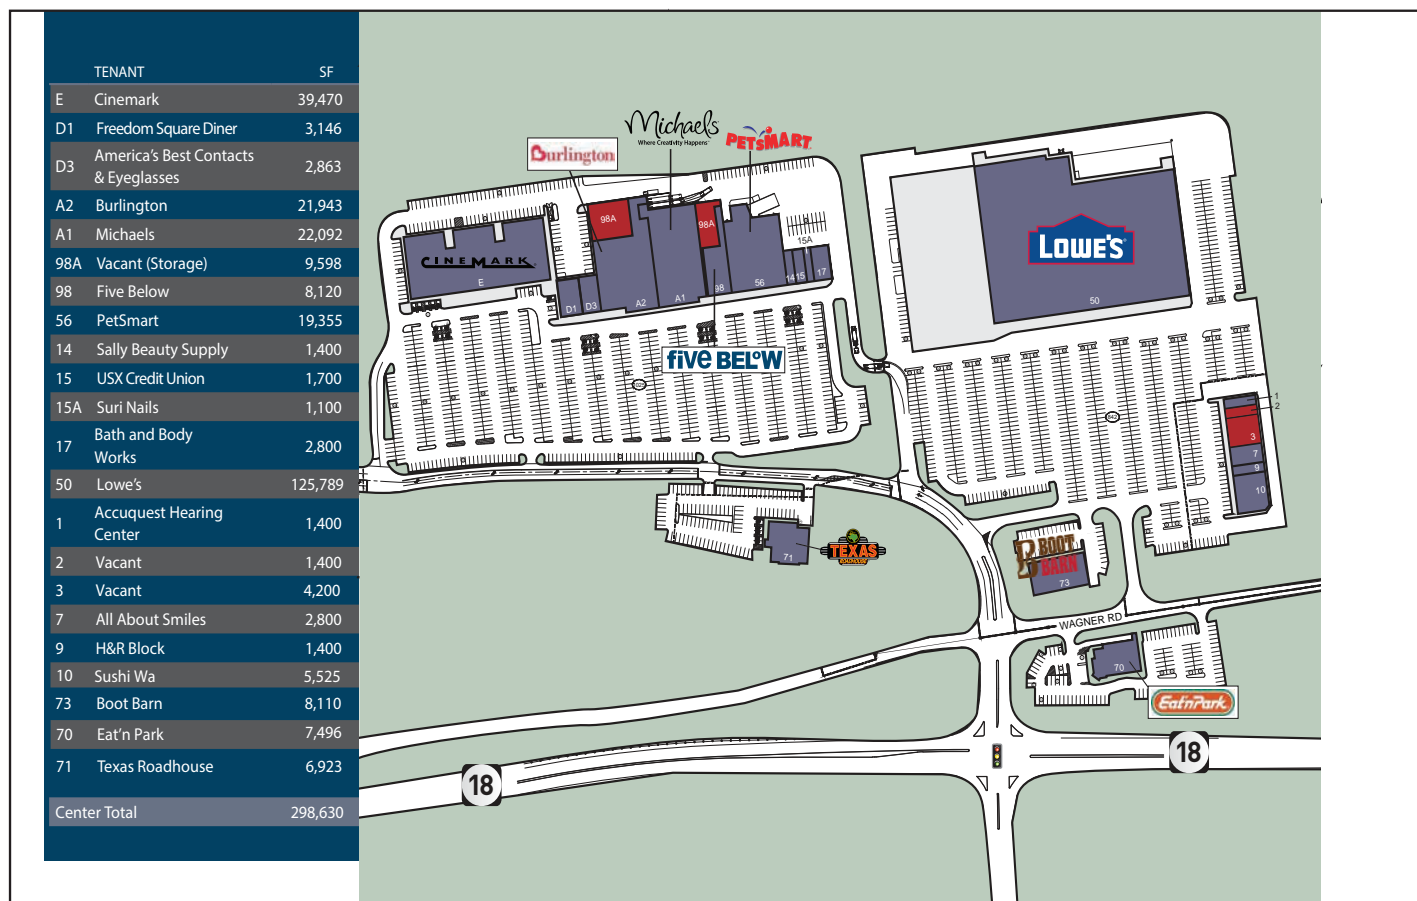 TENANT SF
E Cinemark 39,470
D1 Freedom Square Diner 3,146
D3 America's Best Contacts & Eyeglasses 2,863
A2 Burlington 21,943
A1 Michaels 22,092
98A Vacant (Storage) 9,598
98 Five Below 8,120
56 PetSmart 19,355
14 Sally Beauty Supply 1,400
15 USX Credit Union 1,700
15A Suri Nails 1,100
17 Bath and Body Works 2,800
50 Lowe's 125,789
1 Accuquest Hearing Center 1,400
2 Vacant 1,400
3 Vacant 4,200
7 All About Smiles 2,800
9 H&R Block 1,400
10 Sushi Wa 5,525
73 Boot Barn 8,110
70 Eat'n Park 7,496
71 Texas Roadhouse 6,923
Center Total 298,630
Michaels
Where Creativity Happens
PETSMART
Burlington
98A
98A
15A
CINEMARK
E
D1
D3
A2
A1
98
56
14
15
17
five BELOW
LOWE'S
50
1
2
3
7
9
10
842
71
TEXAS
ROADHOUSE
BOOT
BARN
73
WAGNER RD
70
Eat'nPark
18
18